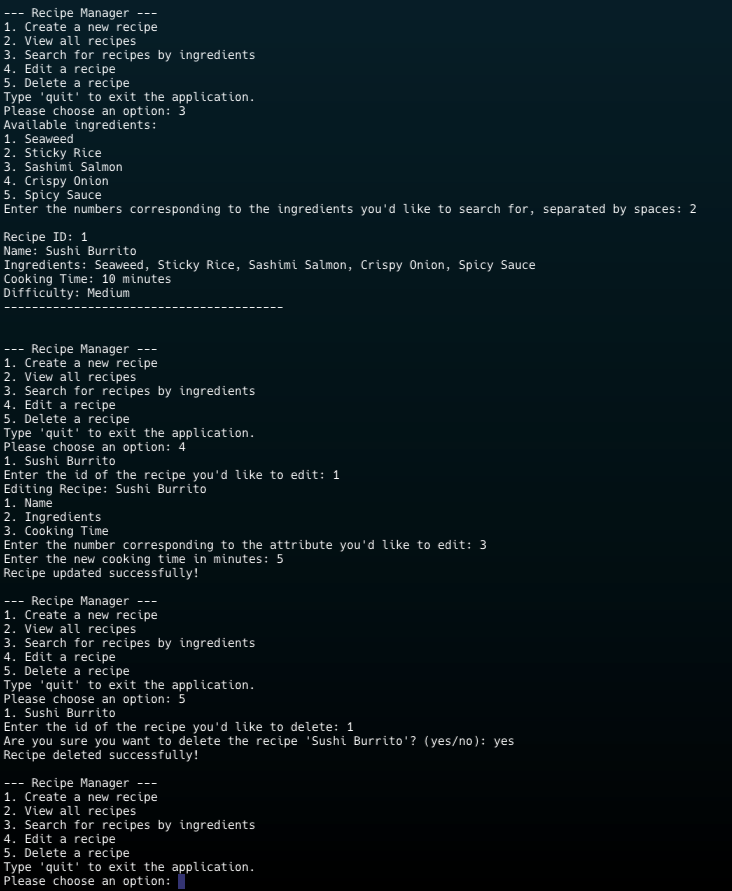 --- Recipe Manager ---
1. Create a new recipe
2. View all recipes
3. Search for recipes by ingredients
4. Edit a recipe
5. Delete a recipe
Type 'quit' to exit the application.
Please choose an option: 3
Available ingredients:
1. Seaweed
2. Sticky Rice
3. Sashimi Salmon
4. Crispy Onion
5. Spicy Sauce
Enter the numbers corresponding to the ingredients you'd like to search for, separated by spaces: 2
Recipe ID: 1
Name: Sushi Burrito
Ingredients: Seaweed, Sticky Rice, Sashimi Salmon, Crispy Onion, Spicy Sauce
Cooking Time: 10 minutes
Difficulty: Medium
----------------------------------------
--- Recipe Manager ---
1. Create a new recipe
2. View all recipes
3. Search for recipes by ingredients
4. Edit a recipe
5. Delete a recipe
Type 'quit' to exit the application.
Please choose an option: 4
1. Sushi Burrito
Enter the id of the recipe you'd like to edit: 1
Editing Recipe: Sushi Burrito
1. Name
2. Ingredients
3. Cooking Time
Enter the number corresponding to the attribute you'd like to edit: 3
Enter the new cooking time in minutes: 5
Recipe updated successfully!
--- Recipe Manager ---
1. Create a new recipe
2. View all recipes
3. Search for recipes by ingredients
4. Edit a recipe
5. Delete a recipe
Type 'quit' to exit the application.
Please choose an option: 5
1. Sushi Burrito
Enter the id of the recipe you'd like to delete: 1
Are you sure you want to delete the recipe 'Sushi Burrito'? (yes/no): yes
Recipe deleted successfully!
--- Recipe Manager ---
1. Create a new recipe
2. View all recipes
3. Search for recipes by ingredients
4. Edit a recipe
5. Delete a recipe
Type 'quit' to exit the application.
Please choose an option: